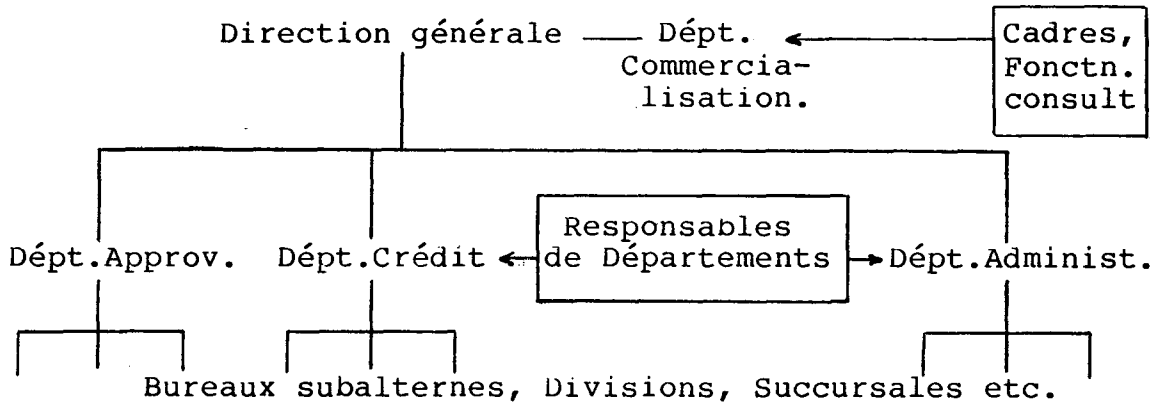 Direction générale
Dépt.
Commercia-
lisation.
Cadres,
Fonctn.
consult
Responsables
Dépt.Approv.
Dépt.Crédit
de Départements
Dépt.Administ.
Bureaux subalternes, Divisions, Succursales etc.